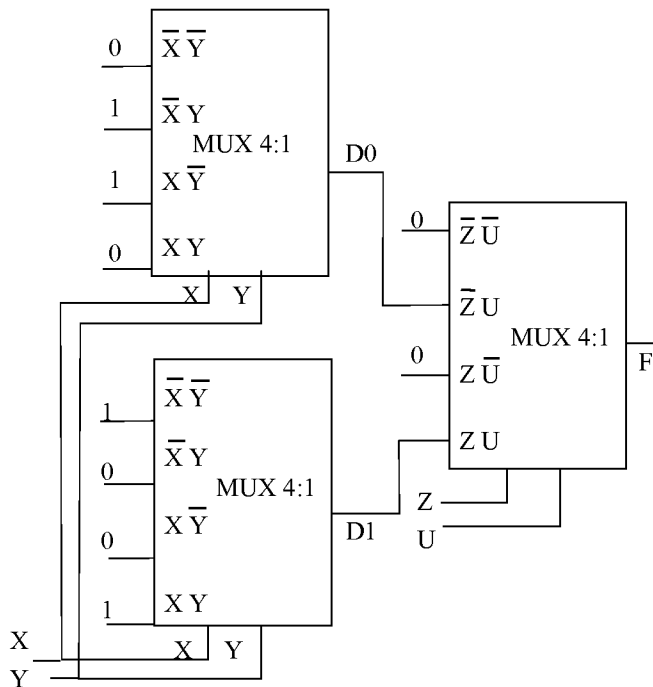 0 X̅ Y̅
1 X̅ Y
MUX 4:1
D0
1 X Y̅
0 X Y
X Y
0 Z̅ U̅
Z̅ U
MUX 4:1
F
0 Z U̅
Z U
Z
U
1 X̅ Y̅
0 X̅ Y
MUX 4:1
D1
0 X Y̅
1 X Y
X Y
X
Y